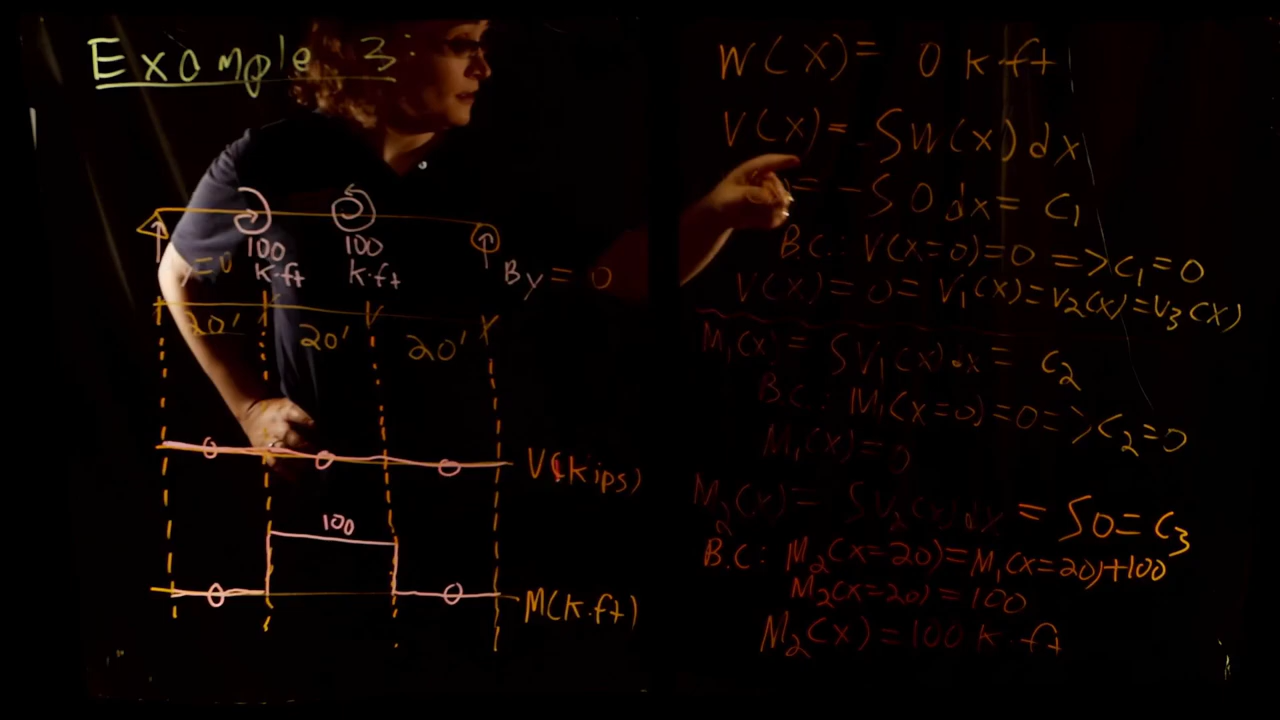 Example 3:
100 K·ft
100 K·ft
=0
By = 0
20' 20' 20'
V(Kips)
100
M(K·ft)
0 0 0
0 0
W(X) = 0 K·ft
V(X) = -∫W(X)dX
= -∫0dX = C1
B.C.: V(X=0)=0 => C1=0
V(X)=0=V1(X)=V2(X)=V3(X)
M1(X) = ∫V1(X)dX = C2
B.C.: M1(X=0)=0=>C2=0
M1(X)=0
M2(X) = ∫V2(X)dX = ∫0=C3
B.C: M2(X=20)=M1(X=20)+100
M2(X=20)=100
M2(X)=100 K·ft